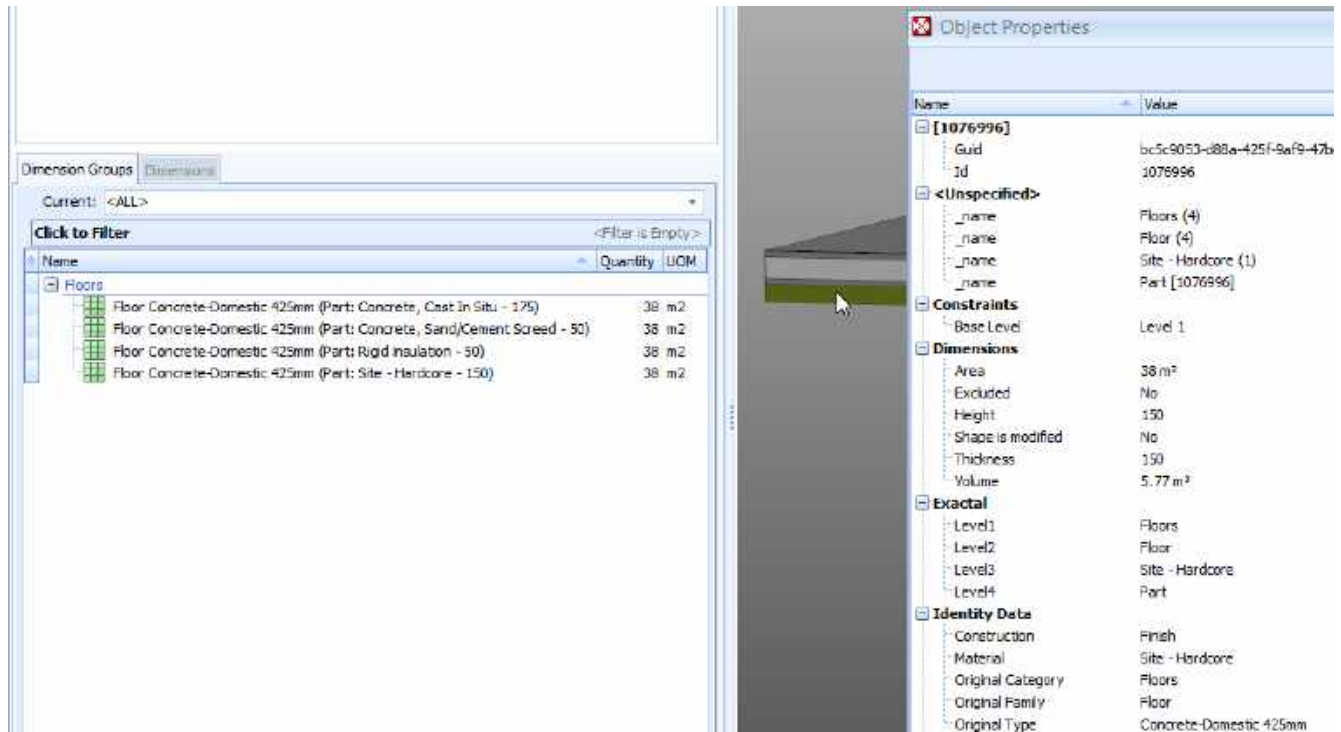 Object Properties
Name Value
[1076996]
Guid bc5c9053-d88a-425f-9af9-47b
Id 1076996
<Unspecified>
_name Floors (4)
_name Floor (4)
_name Site - Hardcore (1)
_name Part [1076996]
Constraints
Base Level Level 1
Dimensions
Area 38 m²
Excluded No
Height 150
Shape is modified No
Thickness 150
Volume 5.77 m³
Exactal
Level1 Floors
Level2 Floor
Level3 Site - Hardcore
Level4 Part
Identity Data
Construction Finish
Material Site - Hardcore
Original Category Floors
Original Family Floor
Original Type Concrete-Domestic 425mm
Dimension Groups Dimensions
Current: <ALL>
Click to Filter <Filter is Empty>
Name Quantity UOM
Floors
Floor Concrete-Domestic 425mm (Part: Concrete, Cast In Situ - 175) 38 m2
Floor Concrete-Domestic 425mm (Part: Concrete, Sand/Cement Screed - 50) 38 m2
Floor Concrete-Domestic 425mm (Part: Rigid insulation - 50) 38 m2
Floor Concrete-Domestic 425mm (Part: Site - Hardcore - 150) 38 m2